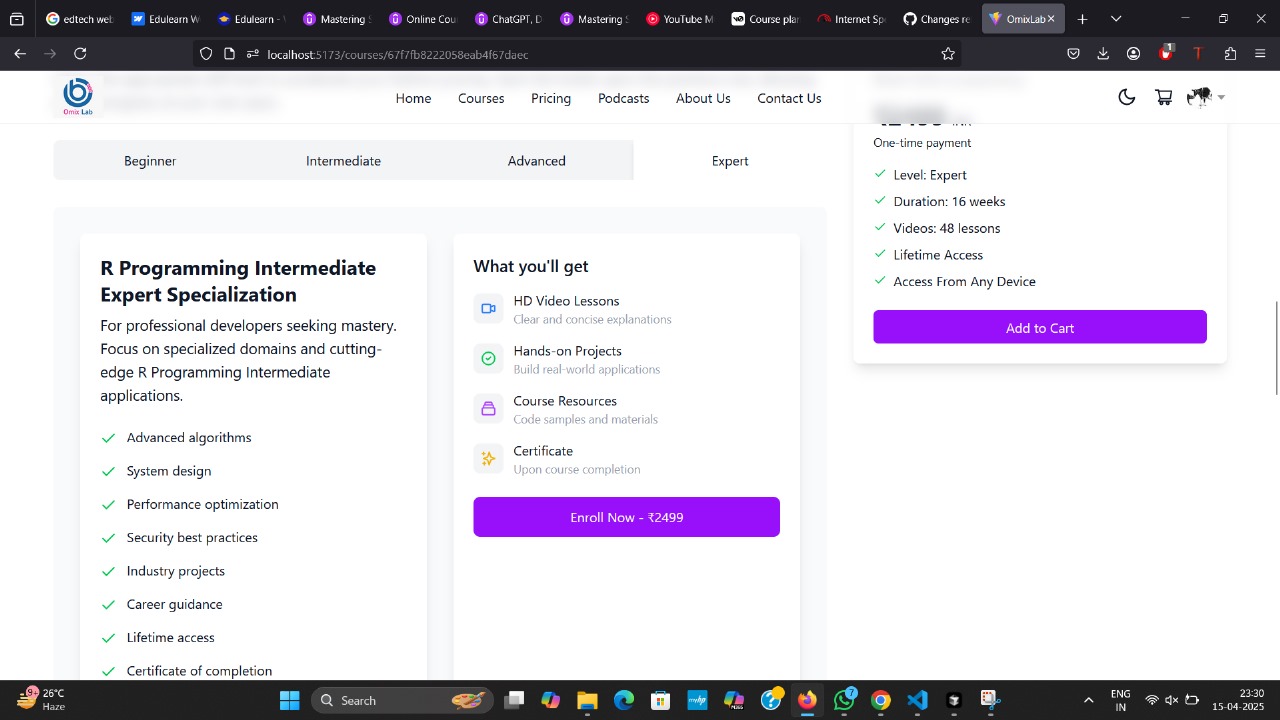 edtech web
Edulearn W
Edulearn - W
Mastering S
Online Cou
ChatGPT, D
Mastering S
YouTube M
Course plan
Internet Spe
Changes re
OmixLab
localhost:5173/courses/67f7fb8222058eab4f67daec
1
Omix Lab
Home
Courses
Pricing
Podcasts
About Us
Contact Us
One-time payment
Beginner
Intermediate
Advanced
Expert
Level: Expert
Duration: 16 weeks
Videos: 48 lessons
Lifetime Access
Access From Any Device
Add to Cart
R Programming Intermediate
Expert Specialization
For professional developers seeking mastery.
Focus on specialized domains and cutting-
edge R Programming Intermediate
applications.
Advanced algorithms
System design
Performance optimization
Security best practices
Industry projects
Career guidance
Lifetime access
Certificate of completion
What you'll get
HD Video Lessons
Clear and concise explanations
Hands-on Projects
Build real-world applications
Course Resources
Code samples and materials
Certificate
Upon course completion
Enroll Now - ₹2499
9+
26°C
Haze
Search
7
ENG
IN
23:30
15-04-2025